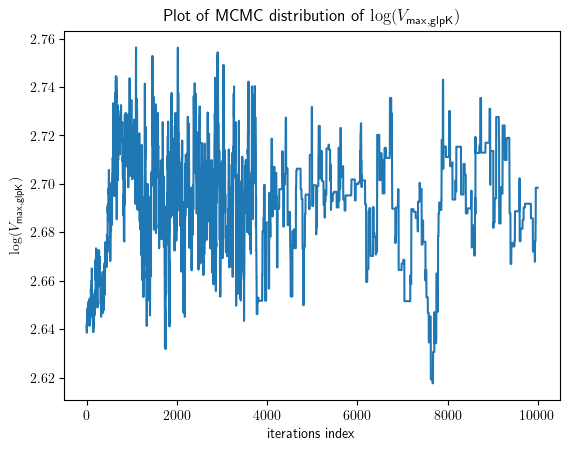 Plot of MCMC distribution of log(V_max,glpK)
2.76
2.74
2.72
2.70
2.68
2.66
2.64
2.62
log(V_max,glpK)
0 2000 4000 6000 8000 10000
iterations index